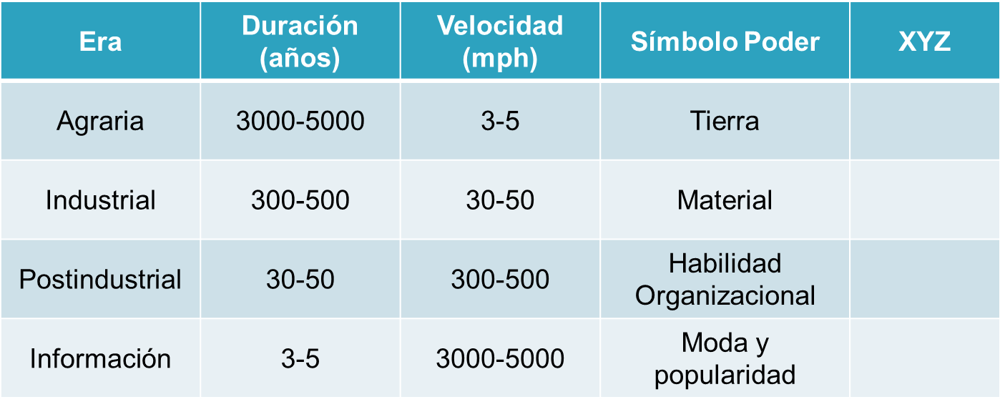 Era Duración (años) Velocidad (mph) Símbolo Poder XYZ
Agraria 3000-5000 3-5 Tierra
Industrial 300-500 30-50 Material
Postindustrial 30-50 300-500 Habilidad Organizacional
Información 3-5 3000-5000 Moda y popularidad